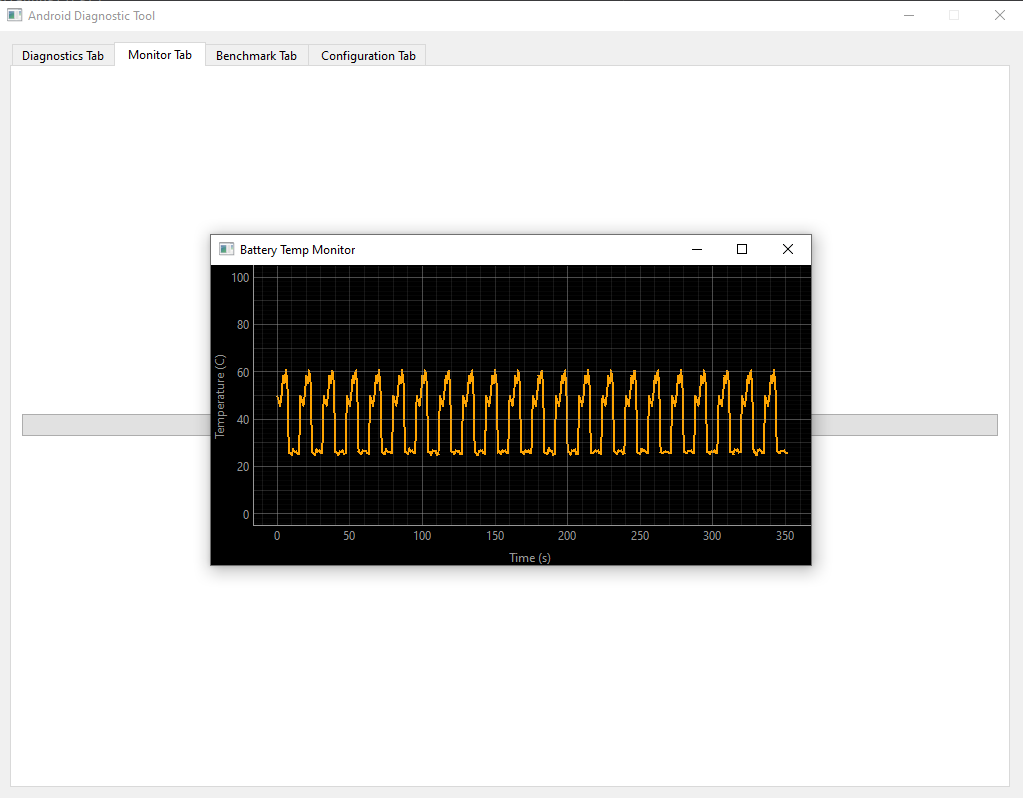 Android Diagnostic Tool
Diagnostics Tab Monitor Tab Benchmark Tab Configuration Tab
Battery Temp Monitor
100
80
60
40
20
0
Temperature (C)
0 50 100 150 200 250 300 350
Time (s)